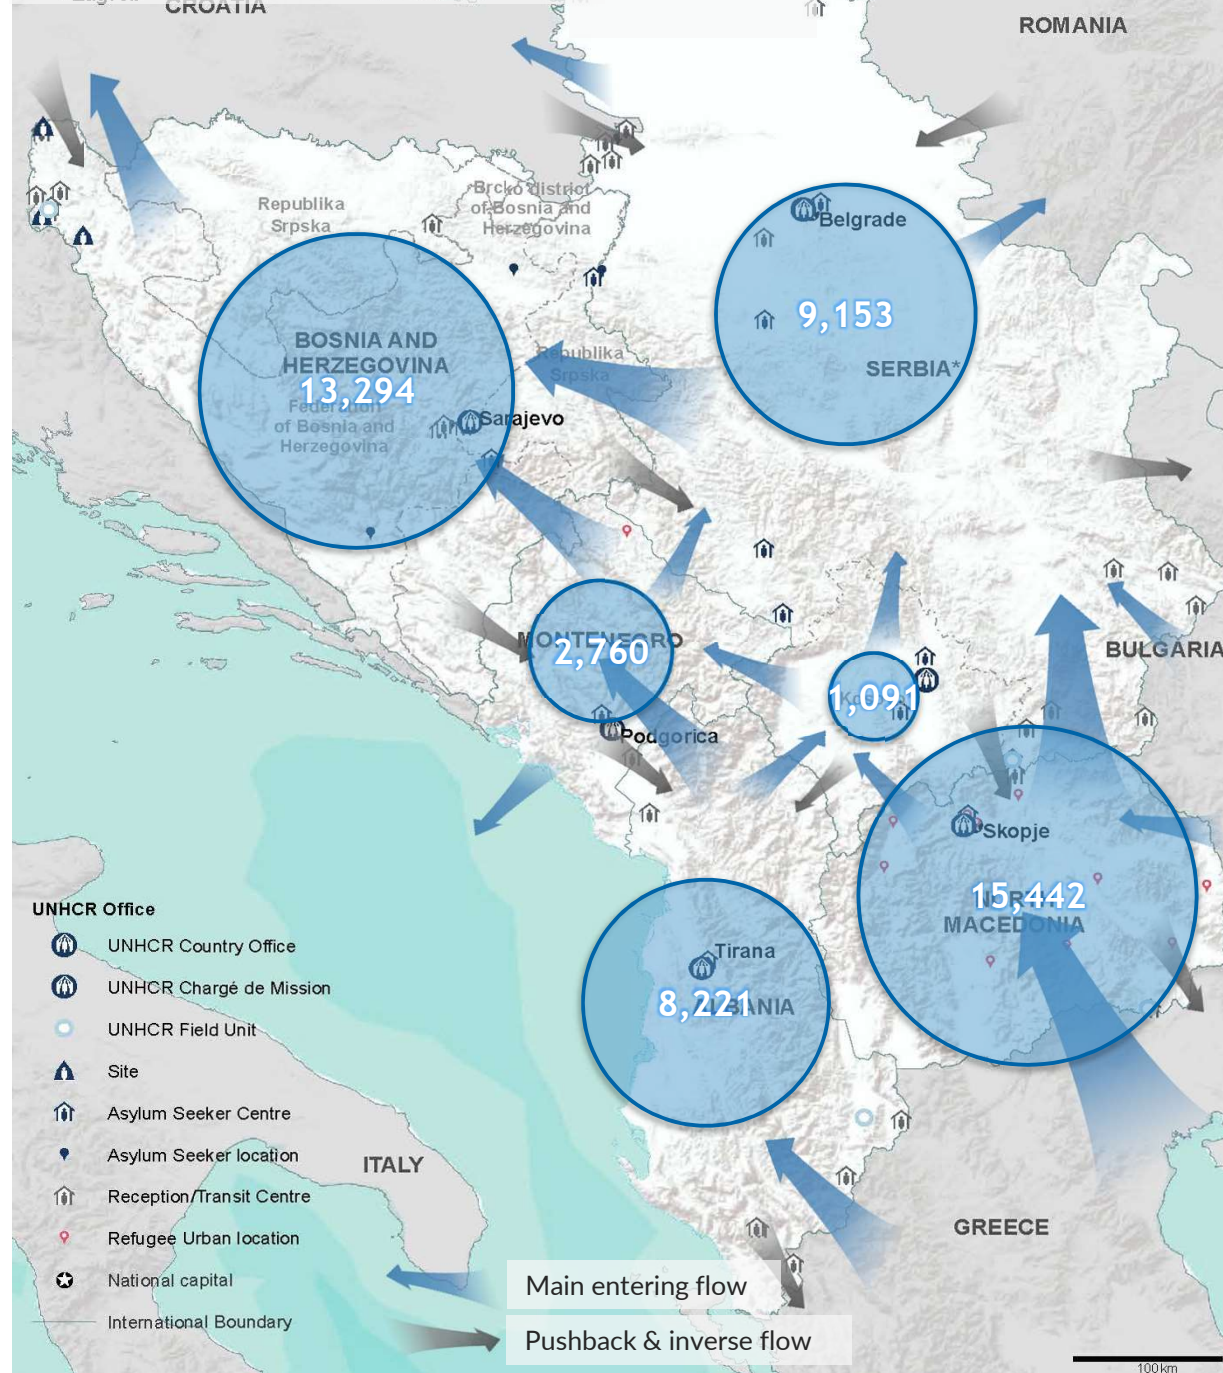 CROATIA
ROMANIA
Republika
Srpska
Brcko district
of Bosnia and
Herzegovina
Belgrade
9,153
SERBIA*
BOSNIA AND
HERZEGOVINA
13,294
Federation
of Bosnia and
Herzegovina
Republika
Srpska
Sarajevo
MONTENEGRO
2,760
1,091
BULGARIA
Podgorica
Skopje
15,442
NORTH
MACEDONIA
Tirana
8,221
ALBANIA
UNHCR Office
UNHCR Country Office
UNHCR Chargé de Mission
UNHCR Field Unit
Site
Asylum Seeker Centre
Asylum Seeker location
Reception/Transit Centre
Refugee Urban location
National capital
International Boundary
ITALY
GREECE
Main entering flow
Pushback & inverse flow
100km